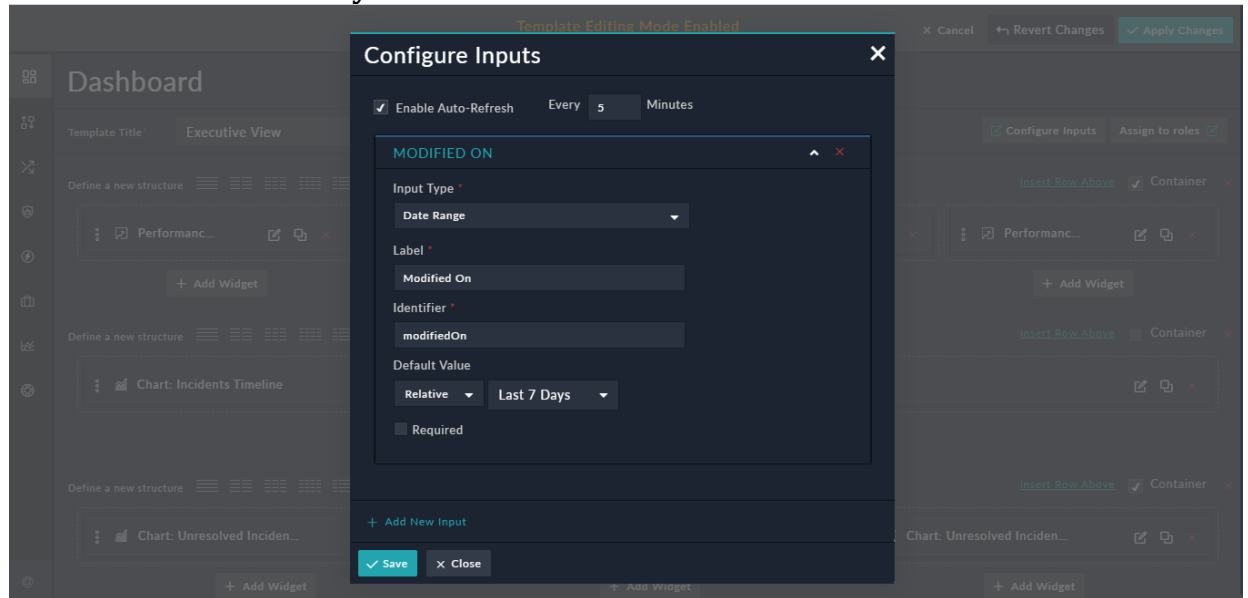 Template Editing Mode Enabled
× Cancel
Revert Changes
Apply Changes
Configure Inputs
Dashboard
Enable Auto-Refresh Every 5 Minutes
Template Title* Executive View
Configure Inputs
Assign to roles
MODIFIED ON
Define a new structure
Insert Row Above
Container
Input Type *
Date Range
Performanc...
Performanc...
Label *
Modified On
+ Add Widget
+ Add Widget
Identifier *
modifiedOn
Define a new structure
Insert Row Above
Container
Default Value
Relative
Last 7 Days
Chart: Incidents Timeline
Required
Define a new structure
Insert Row Above
Container
+ Add New Input
Chart: Unresolved Inciden...
Chart: Unresolved Inciden...
Save
× Close
+ Add Widget
+ Add Widget
+ Add Widget